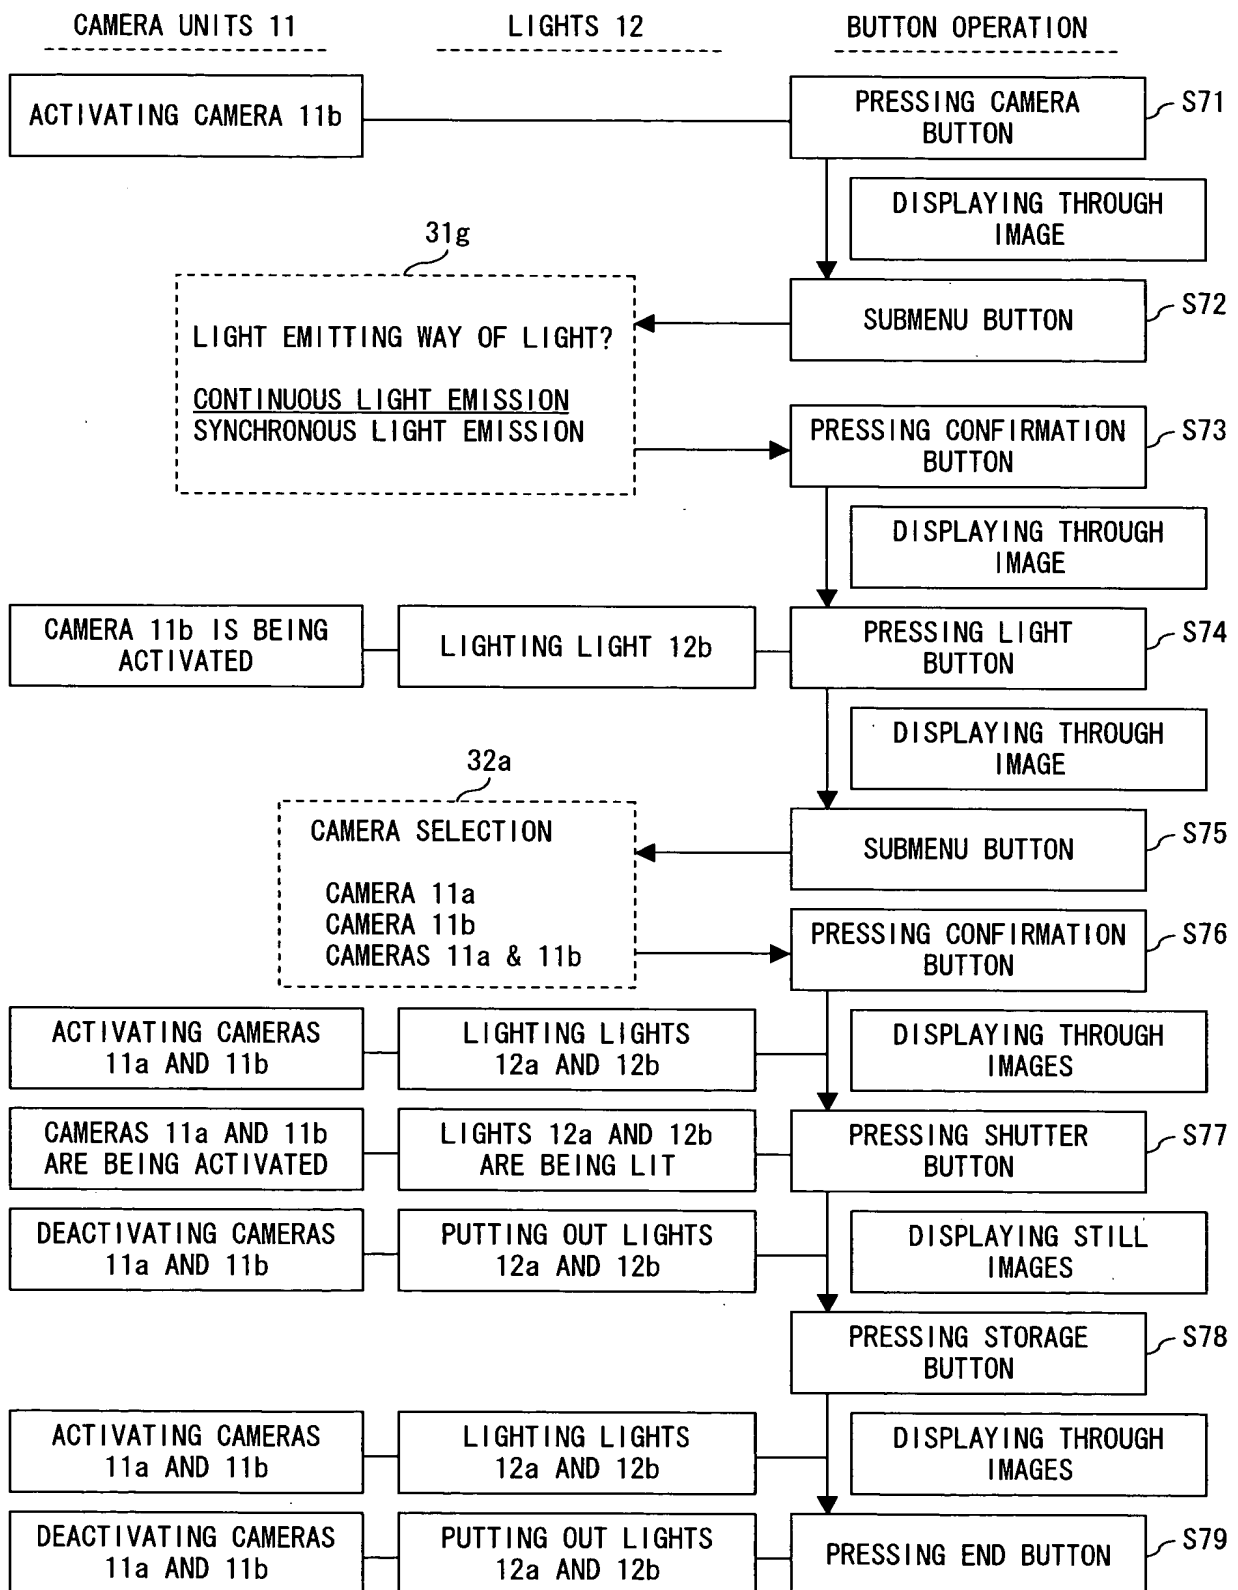 CAMERA UNITS 11
LIGHTS 12
BUTTON OPERATION
ACTIVATING CAMERA 11b
PRESSING CAMERA
BUTTON
S71
DISPLAYING THROUGH
IMAGE
31g
LIGHT EMITTING WAY OF LIGHT?
CONTINUOUS LIGHT EMISSION
SYNCHRONOUS LIGHT EMISSION
SUBMENU BUTTON
S72
PRESSING CONFIRMATION
BUTTON
S73
DISPLAYING THROUGH
IMAGE
CAMERA 11b IS BEING
ACTIVATED
LIGHTING LIGHT 12b
PRESSING LIGHT
BUTTON
S74
DISPLAYING THROUGH
IMAGE
32a
CAMERA SELECTION
CAMERA 11a
CAMERA 11b
CAMERAS 11a & 11b
SUBMENU BUTTON
S75
PRESSING CONFIRMATION
BUTTON
S76
ACTIVATING CAMERAS
11a AND 11b
LIGHTING LIGHTS
12a AND 12b
DISPLAYING THROUGH
IMAGES
CAMERAS 11a AND 11b
ARE BEING ACTIVATED
LIGHTS 12a AND 12b
ARE BEING LIT
PRESSING SHUTTER
BUTTON
S77
DEACTIVATING CAMERAS
11a AND 11b
PUTTING OUT LIGHTS
12a AND 12b
DISPLAYING STILL
IMAGES
PRESSING STORAGE
BUTTON
S78
ACTIVATING CAMERAS
11a AND 11b
LIGHTING LIGHTS
12a AND 12b
DISPLAYING THROUGH
IMAGES
DEACTIVATING CAMERAS
11a AND 11b
PUTTING OUT LIGHTS
12a AND 12b
PRESSING END BUTTON
S79